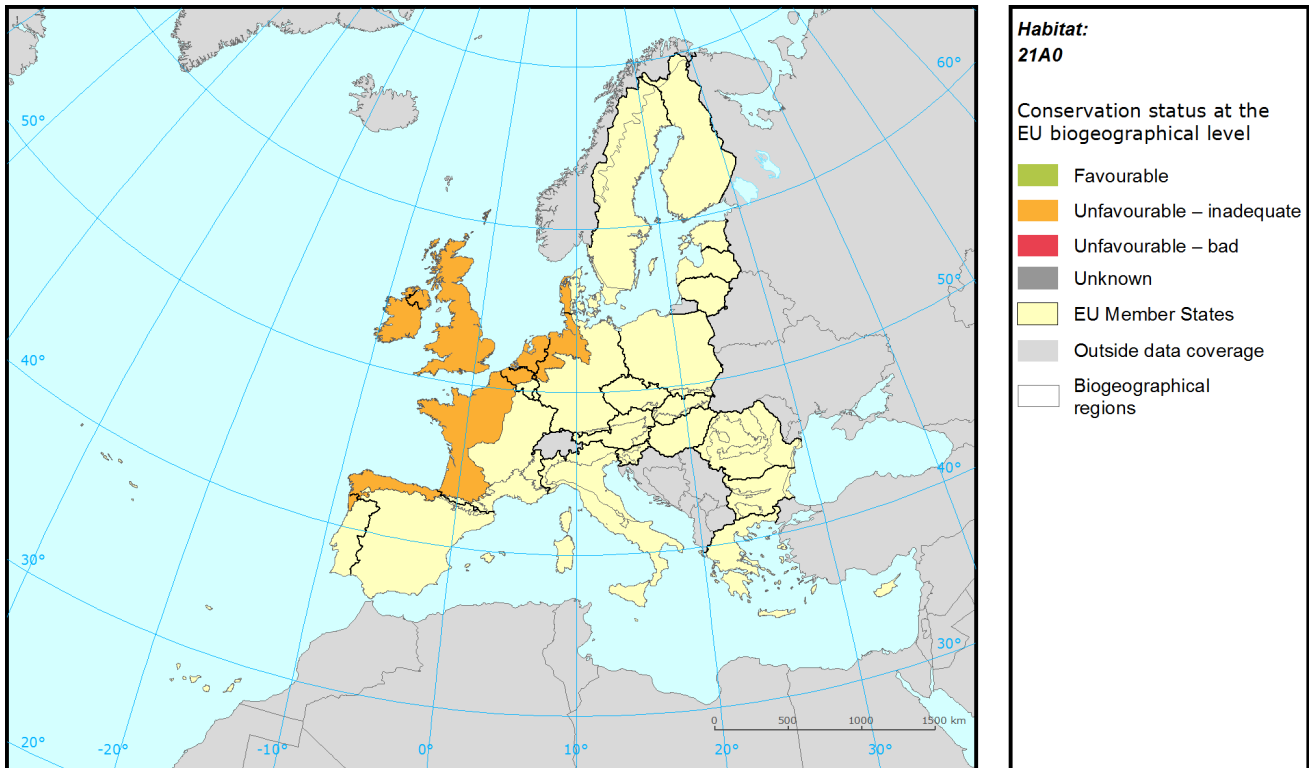 Habitat:
21A0
Conservation status at the
EU biogeographical level
Favourable
Unfavourable – inadequate
Unfavourable – bad
Unknown
EU Member States
Outside data coverage
Biogeographical
regions
60°
50°
50°
40°
40°
30°
30°
0 500 1000 1500 km
20° -20° -10° 0° 10° 20° 30°